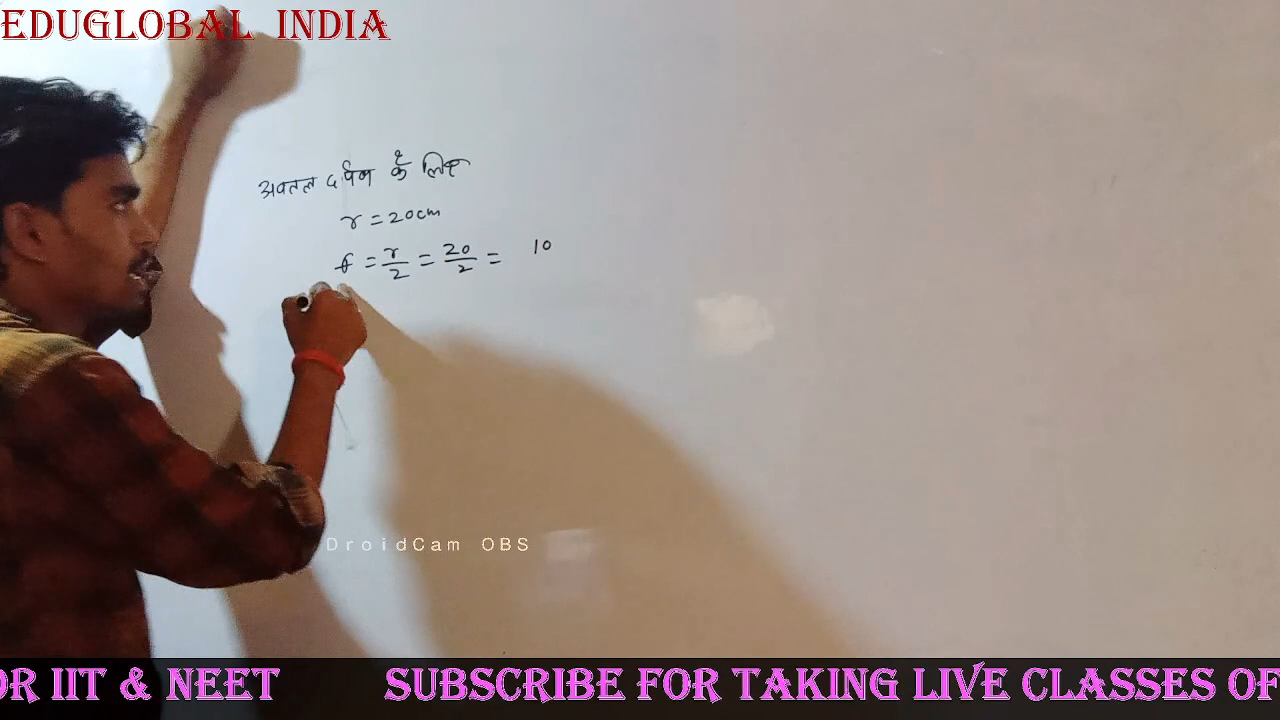 EDUGLOBAL INDIA
अवतल दर्पण के लिए
r = 20cm
f = r/2 = 20/2 = 10
DroidCam OBS
OR IIT & NEET SUBSCRIBE FOR TAKING LIVE CLASSES OF